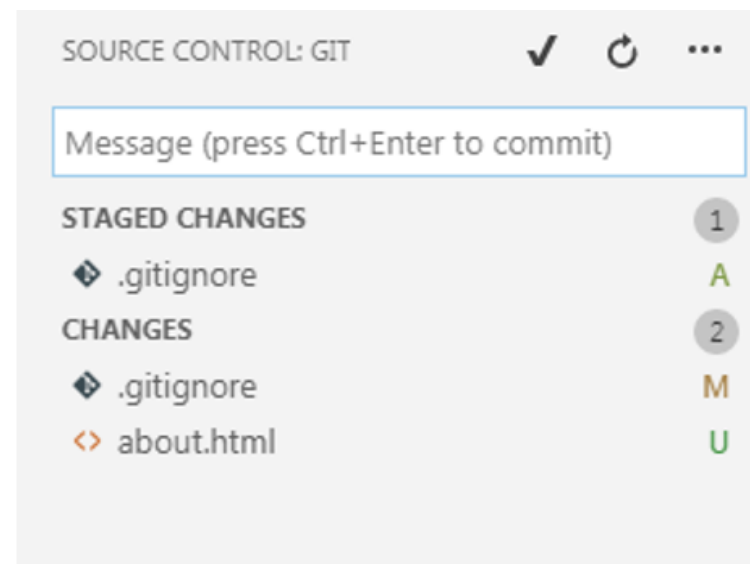 SOURCE CONTROL: GIT
Message (press Ctrl+Enter to commit)
STAGED CHANGES 1
.gitignore A
CHANGES 2
.gitignore M
about.html U